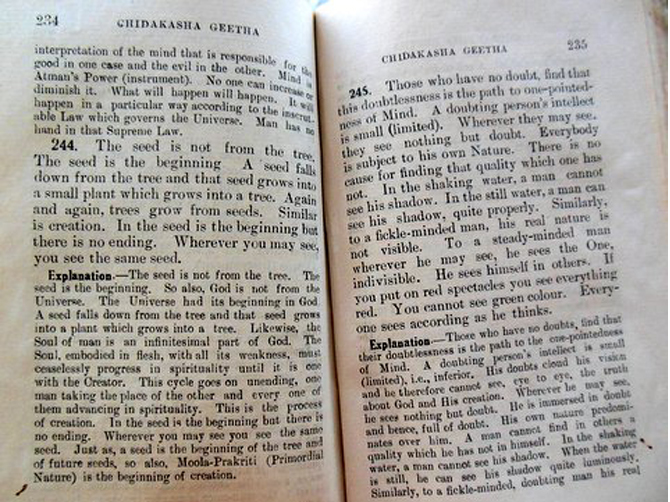 234
CHIDAKASHA GEETHA
interpretation of the mind that is responsible for the
good in one case and the evil in the other. Mind is
Atman's Power (instrument). No one can increase or
diminish it. What will happen will happen. It will
happen in a particular way according to the inscrut-
able Law which governs the Universe. Man has no
hand in that Supreme Law.
244. The seed is not from the tree.
The seed is the beginning A seed falls
down from the tree and that seed grows into
a small plant which grows into a tree. Again
and again, trees grow from seeds. Similar
is creation. In the seed is the beginning but
there is no ending. Wherever you may see,
you see the same seed.
Explanation.—The seed is not from the tree. The
seed is the beginning. So also, God is not from the
Universe. The Universe had its beginning in God
A seed falls down from the tree and that seed grows
into a plant which grows into a tree. Likewise, the
Soul of man is an infinitesimal part of God. The
Soul, embodied in flesh, with all its weakness, must
ceaselessly progress in spirituality until it is one
with the Creator. This cycle goes on unending, one
man taking the place of the other and every one of
them advancing in spirituality. This is the process
of creation. In the seed is the beginning but there is
no ending. Wherever you may see you see the same
seed. Just as, a seed is the beginning of the tree and
of future seeds, so also, Moola-Prakriti (Primordial
Nature) is the beginning of creation.
CHIDAKASHA GEETHA
235
245. Those who have no doubt, find that
this doubtlessness is the path to one-pointed-
ness of Mind. A doubting person's intellect
is small (limited). Wherever they may see,
they see nothing but doubt. Everybody
is subject to his own Nature. There is no
cause for finding that quality which one has
not. In the shaking water, a man cannot
see his shadow. In the still water, a man can
see his shadow, quite properly. Similarly,
to a fickle-minded man, his real nature is
not visible. To a steady-minded man
wherever he may see, he sees the One,
indivisible. He sees himself in others. If
you put on red spectacles you see everything
red. You cannot see green colour. Every-
one sees according as he thinks.
Explanation—Those who have no doubts, find that
their doubtlessness is the path to the one-pointedness
of Mind. A doubting person's intellect is small
(limited), i.e., inferior. His doubts cloud his vision
and he therefore cannot see, eye to eye, the truth
about God and His creation. Wherever he may see,
he sees nothing but doubt. He is immersed in doubt
and hence, full of doubt. His own nature predomi-
nates over him. A man cannot find in others a
quality which he has not in himself. In the shaking
water, a man cannot see his shadow. When the water
is still, he can see his shadow quite luminously.
Similarly, to a fickle-minded, doubting man his real